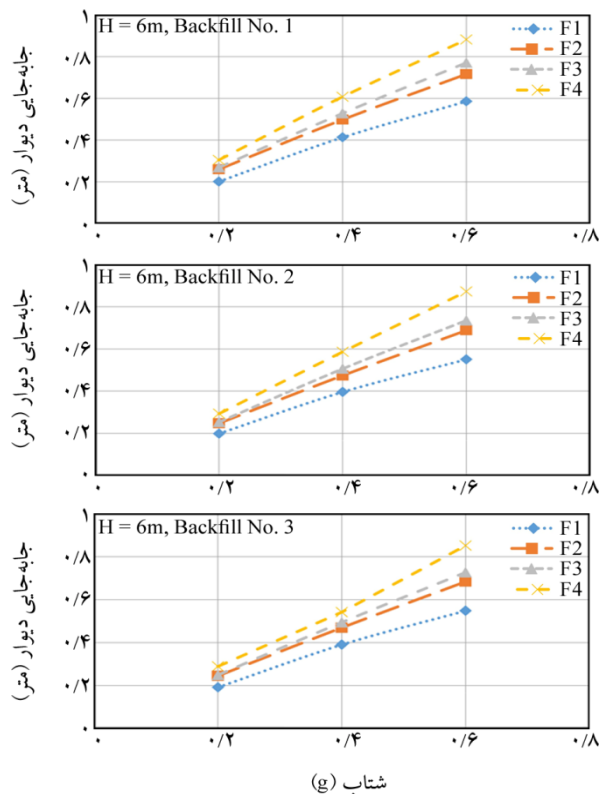 H = 6m, Backfill No. 1
F1
F2
F3
F4
جابه‌جایی دیوار (متر)
۱
۰/۸
۰/۶
۰/۴
۰/۲
۰
۰ ۰/۲ ۰/۴ ۰/۶ ۰/۸
H = 6m, Backfill No. 2
F1
F2
F3
F4
جابه‌جایی دیوار (متر)
۱
۰/۸
۰/۶
۰/۴
۰/۲
۰
۰ ۰/۲ ۰/۴ ۰/۶ ۰/۸
H = 6m, Backfill No. 3
F1
F2
F3
F4
جابه‌جایی دیوار (متر)
۱
۰/۸
۰/۶
۰/۴
۰/۲
۰
۰ ۰/۲ ۰/۴ ۰/۶ ۰/۸
شتاب (g)